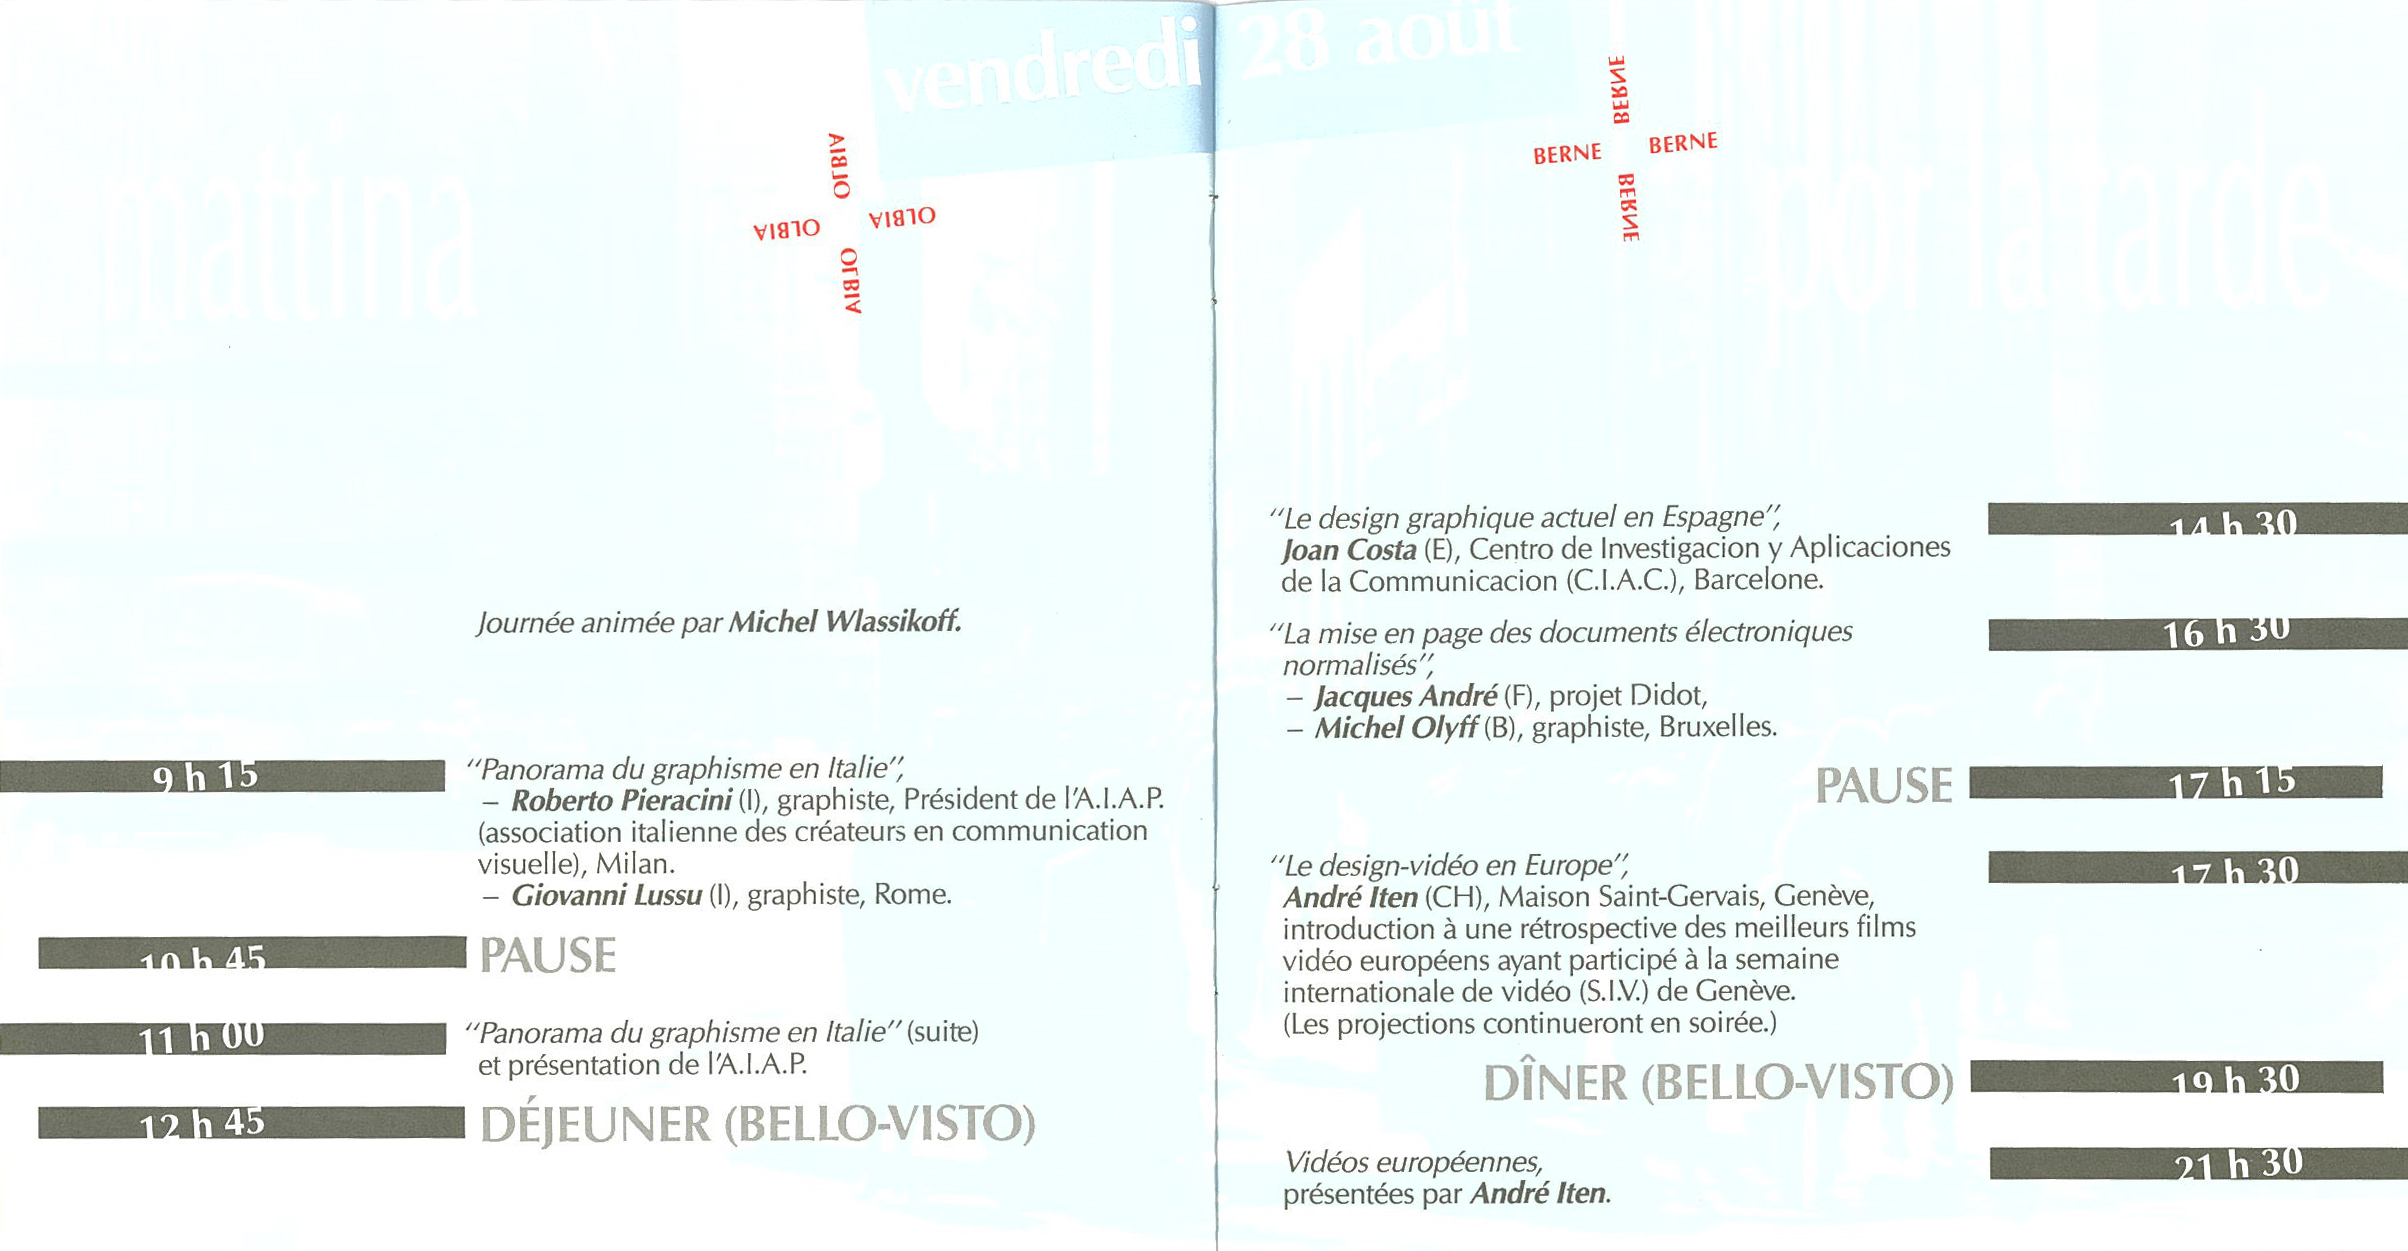 vendredi 28 août
mattina
OLBIA
OLBIA
OLBIA
OLBIA
Journée animée par Michel Wlassikoff.
9 h 15
“Panorama du graphisme en Italie”,
– Roberto Pieracini (I), graphiste, Président de l'A.I.A.P.
(association italienne des créateurs en communication
visuelle), Milan.
– Giovanni Lussu (I), graphiste, Rome.
10 h 45 PAUSE
11 h 00
“Panorama du graphisme en Italie” (suite)
et présentation de l'A.I.A.P.
12 h 45 DÉJEUNER (BELLO-VISTO)
por la tarde
BERNE
BERNE
BERNE
BERNE
“Le design graphique actuel en Espagne”,
14 h 30
Joan Costa (E), Centro de Investigacion y Aplicaciones
de la Communicacion (C.I.A.C.), Barcelone.
“La mise en page des documents électroniques
16 h 30
normalisés”,
– Jacques André (F), projet Didot,
– Michel Olyff (B), graphiste, Bruxelles.
PAUSE 17 h 15
“Le design-vidéo en Europe”,
17 h 30
André Iten (CH), Maison Saint-Gervais, Genève,
introduction à une rétrospective des meilleurs films
vidéo européens ayant participé à la semaine
internationale de vidéo (S.I.V.) de Genève.
(Les projections continueront en soirée.)
DÎNER (BELLO-VISTO) 19 h 30
Vidéos européennes,
21 h 30
présentées par André Iten.